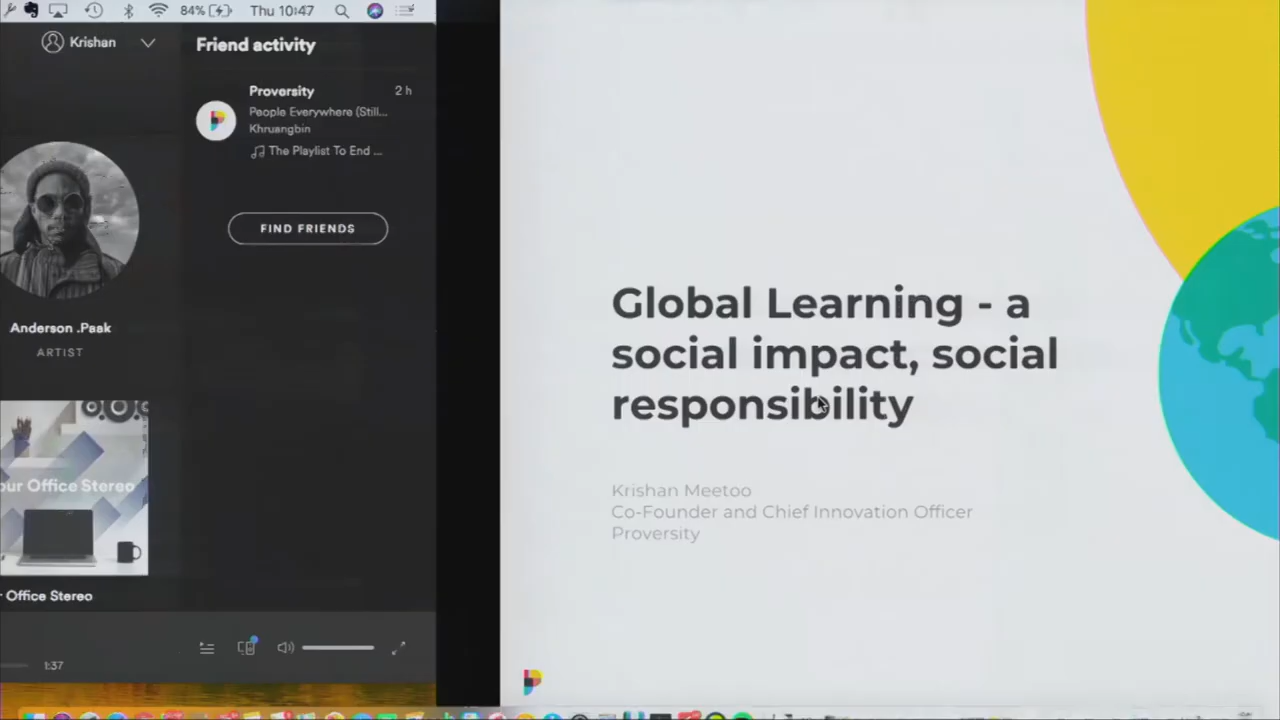 84%
Thu 10:47
Krishan
Friend activity
Proversity
2 h
People Everywhere (Still...
Khruangbin
The Playlist To End ...
FIND FRIENDS
Anderson .Paak
ARTIST
our Office Stereo
Office Stereo
1:37
Global Learning - a
social impact, social
responsibility
Krishan Meetoo
Co-Founder and Chief Innovation Officer
Proversity